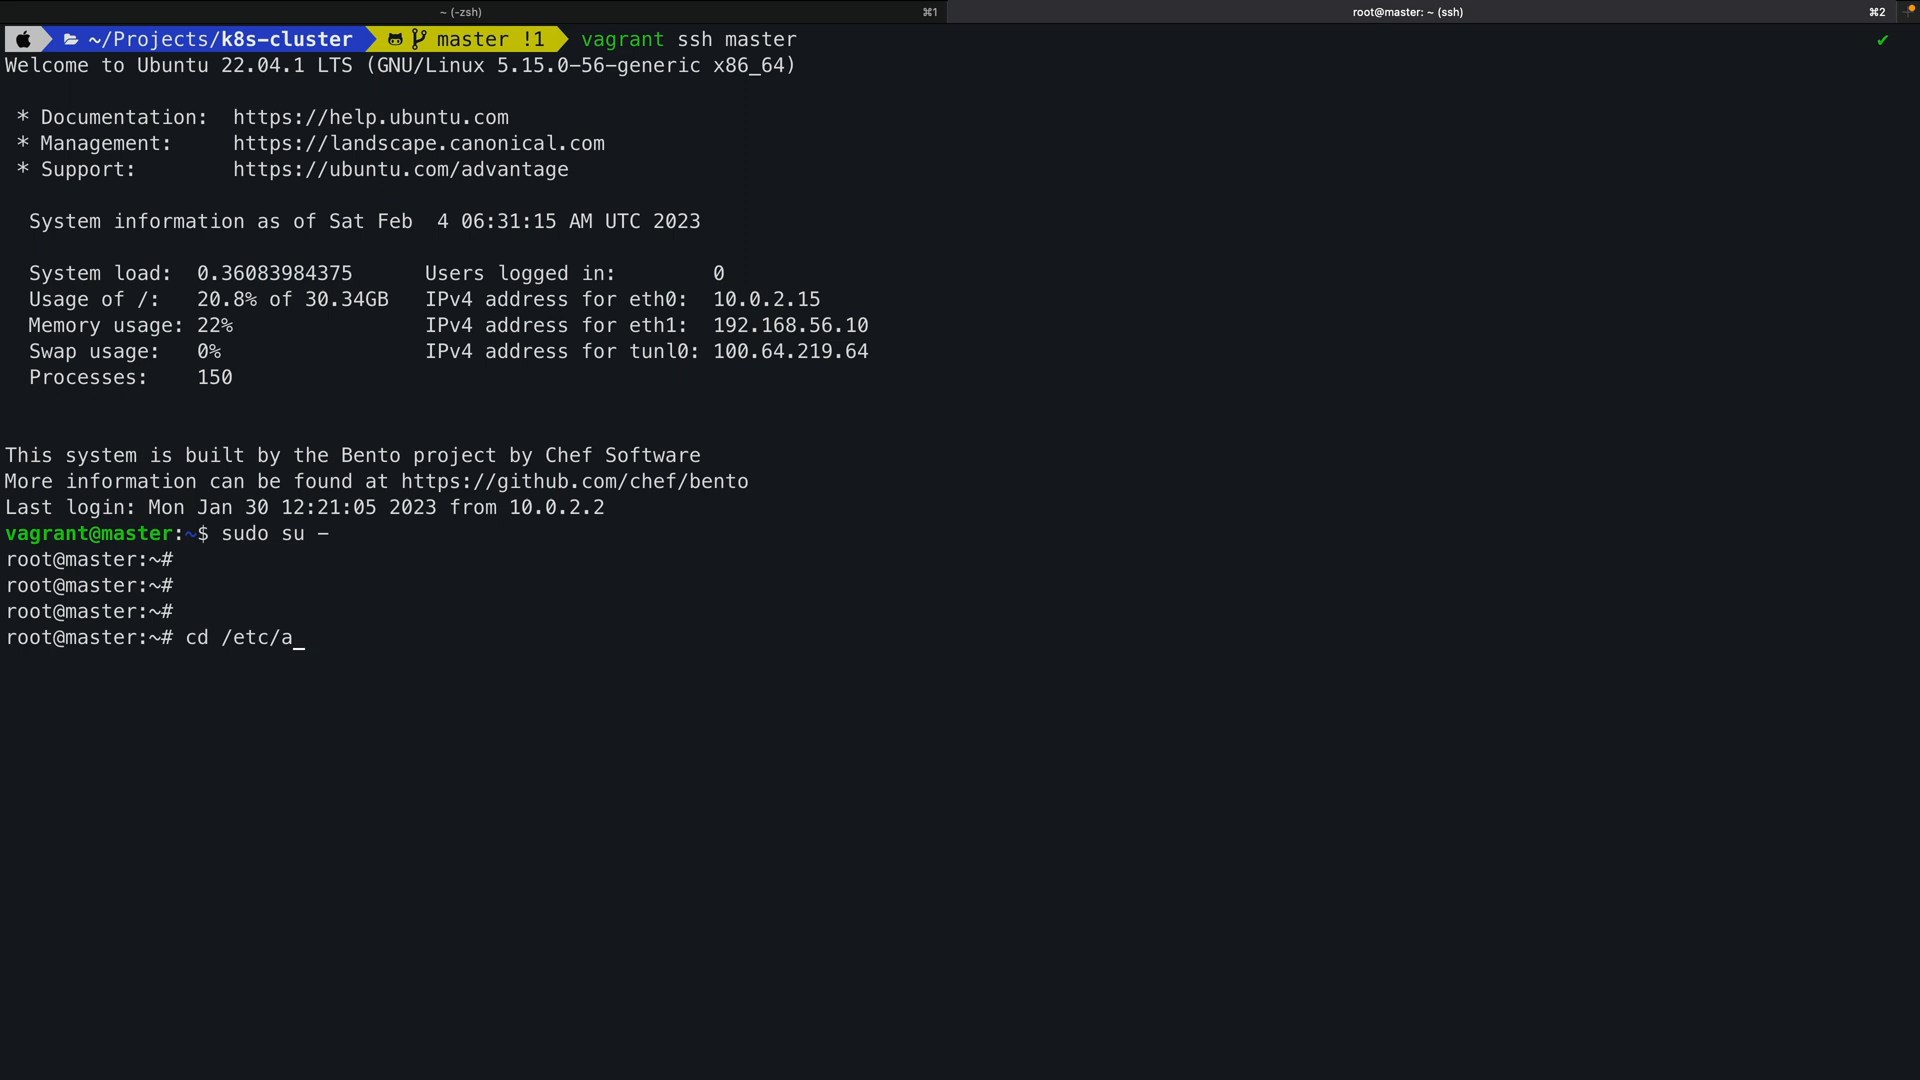 ~ (-zsh) ⌘1 root@master: ~ (ssh) ⌘2
~/Projects/k8s-cluster master !1 vagrant ssh master ✔
Welcome to Ubuntu 22.04.1 LTS (GNU/Linux 5.15.0-56-generic x86_64)
* Documentation:  https://help.ubuntu.com
* Management:     https://landscape.canonical.com
* Support:        https://ubuntu.com/advantage
System information as of Sat Feb  4 06:31:15 AM UTC 2023
System load:  0.36083984375      Users logged in:        0
Usage of /:   20.8% of 30.34GB   IPv4 address for eth0:  10.0.2.15
Memory usage: 22%                IPv4 address for eth1:  192.168.56.10
Swap usage:   0%                 IPv4 address for tunl0: 100.64.219.64
Processes:    150
This system is built by the Bento project by Chef Software
More information can be found at https://github.com/chef/bento
Last login: Mon Jan 30 12:21:05 2023 from 10.0.2.2
vagrant@master:~$ sudo su -
root@master:~#
root@master:~#
root@master:~#
root@master:~# cd /etc/a_